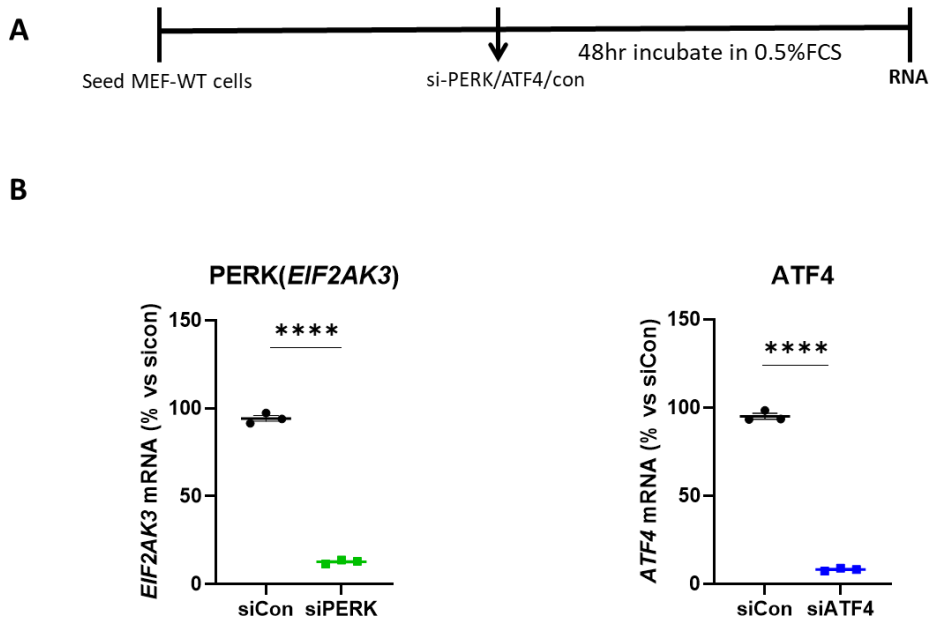 A
Seed MEF-WT cells
si-PERK/ATF4/con
48hr incubate in 0.5%FCS
RNA
B
PERK(EIF2AK3)
EIF2AK3 mRNA (% vs sicon)
150
100
50
0
****
siCon siPERK
ATF4
ATF4 mRNA (% vs siCon)
150
100
50
0
****
siCon siATF4